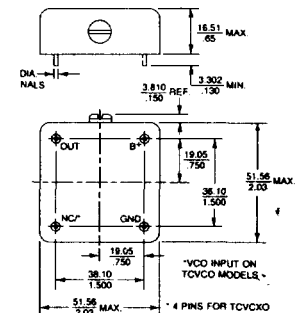 16.51 MAX.
.65
DIA.
NALS
3.810 REF.
.150
3.302 MIN.
.130
OUT
B+
19.05
.750
36.10
1.500
51.56 MAX.
2.03
NC/*
GND
19.05
.750
38.10
1.500
51.56 MAX.
2.03
*VCO INPUT ON
TCVCO MODELS,
* 4 PINS FOR TCVCXO